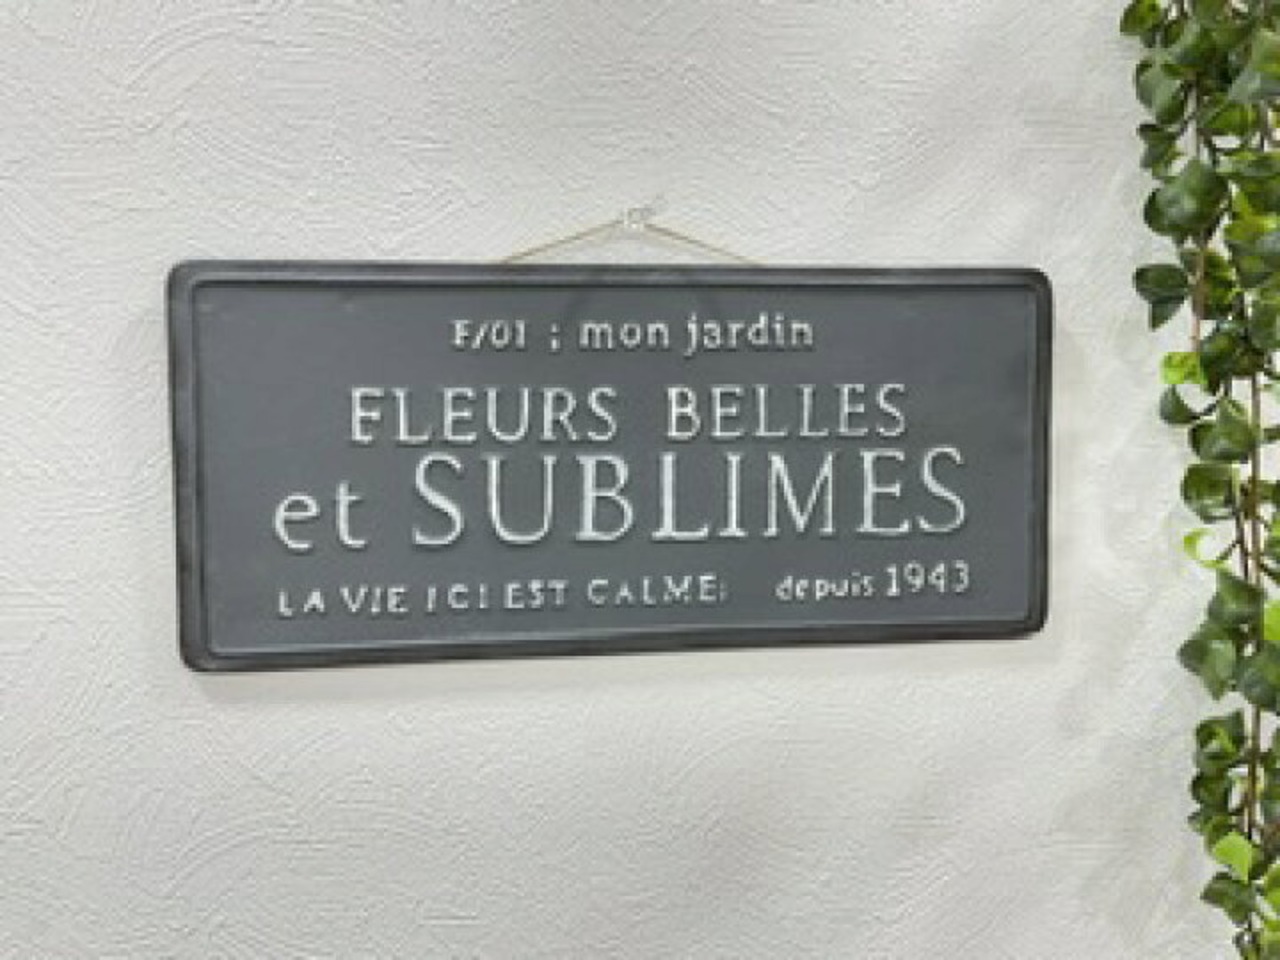 F/01 ; mon jardin
FLEURS BELLES
et SUBLIMES
LA VIE ICI EST CALME; depuis 1943